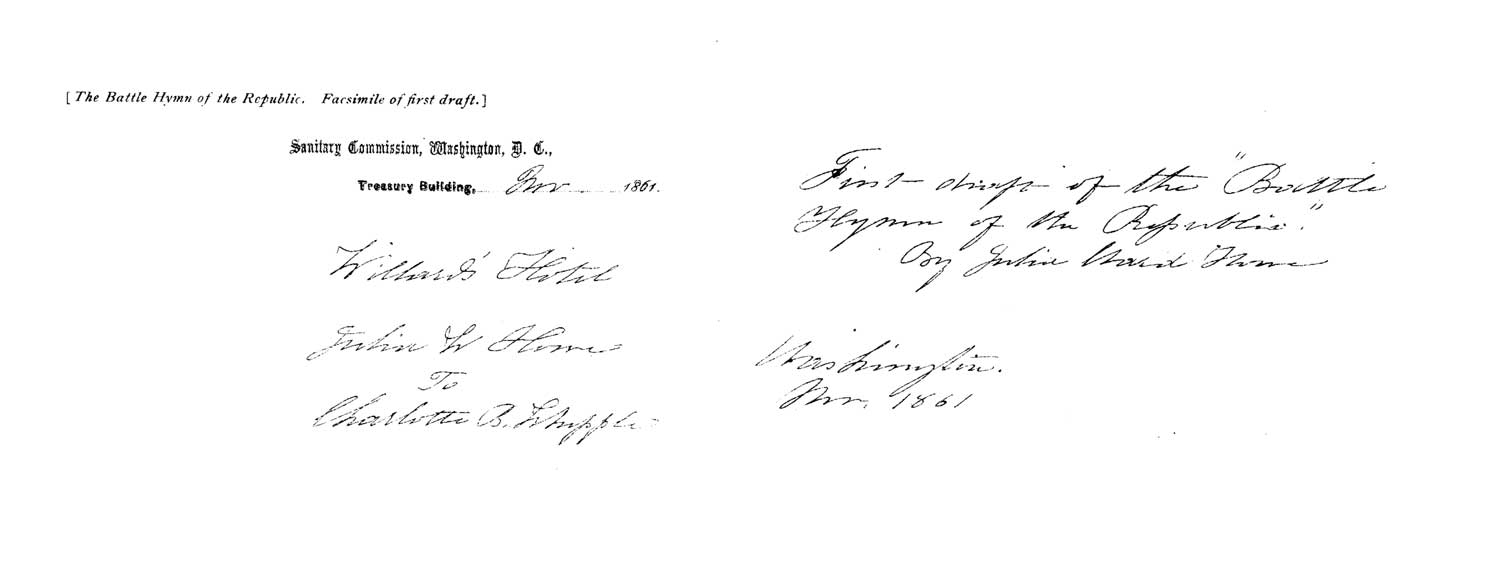 [ The Battle Hymn of the Republic. Facsimile of first draft.]
Sanitary Commission, Washington, D. C.,
Treasury Building, Nov 1861.
Willards' Hotel
Julia W Howe
To
Charlotte B. Whipple
First draft of the "Battle
Hymn of the Republic."
By Julia Ward Howe
Washington.
Nov. 1861